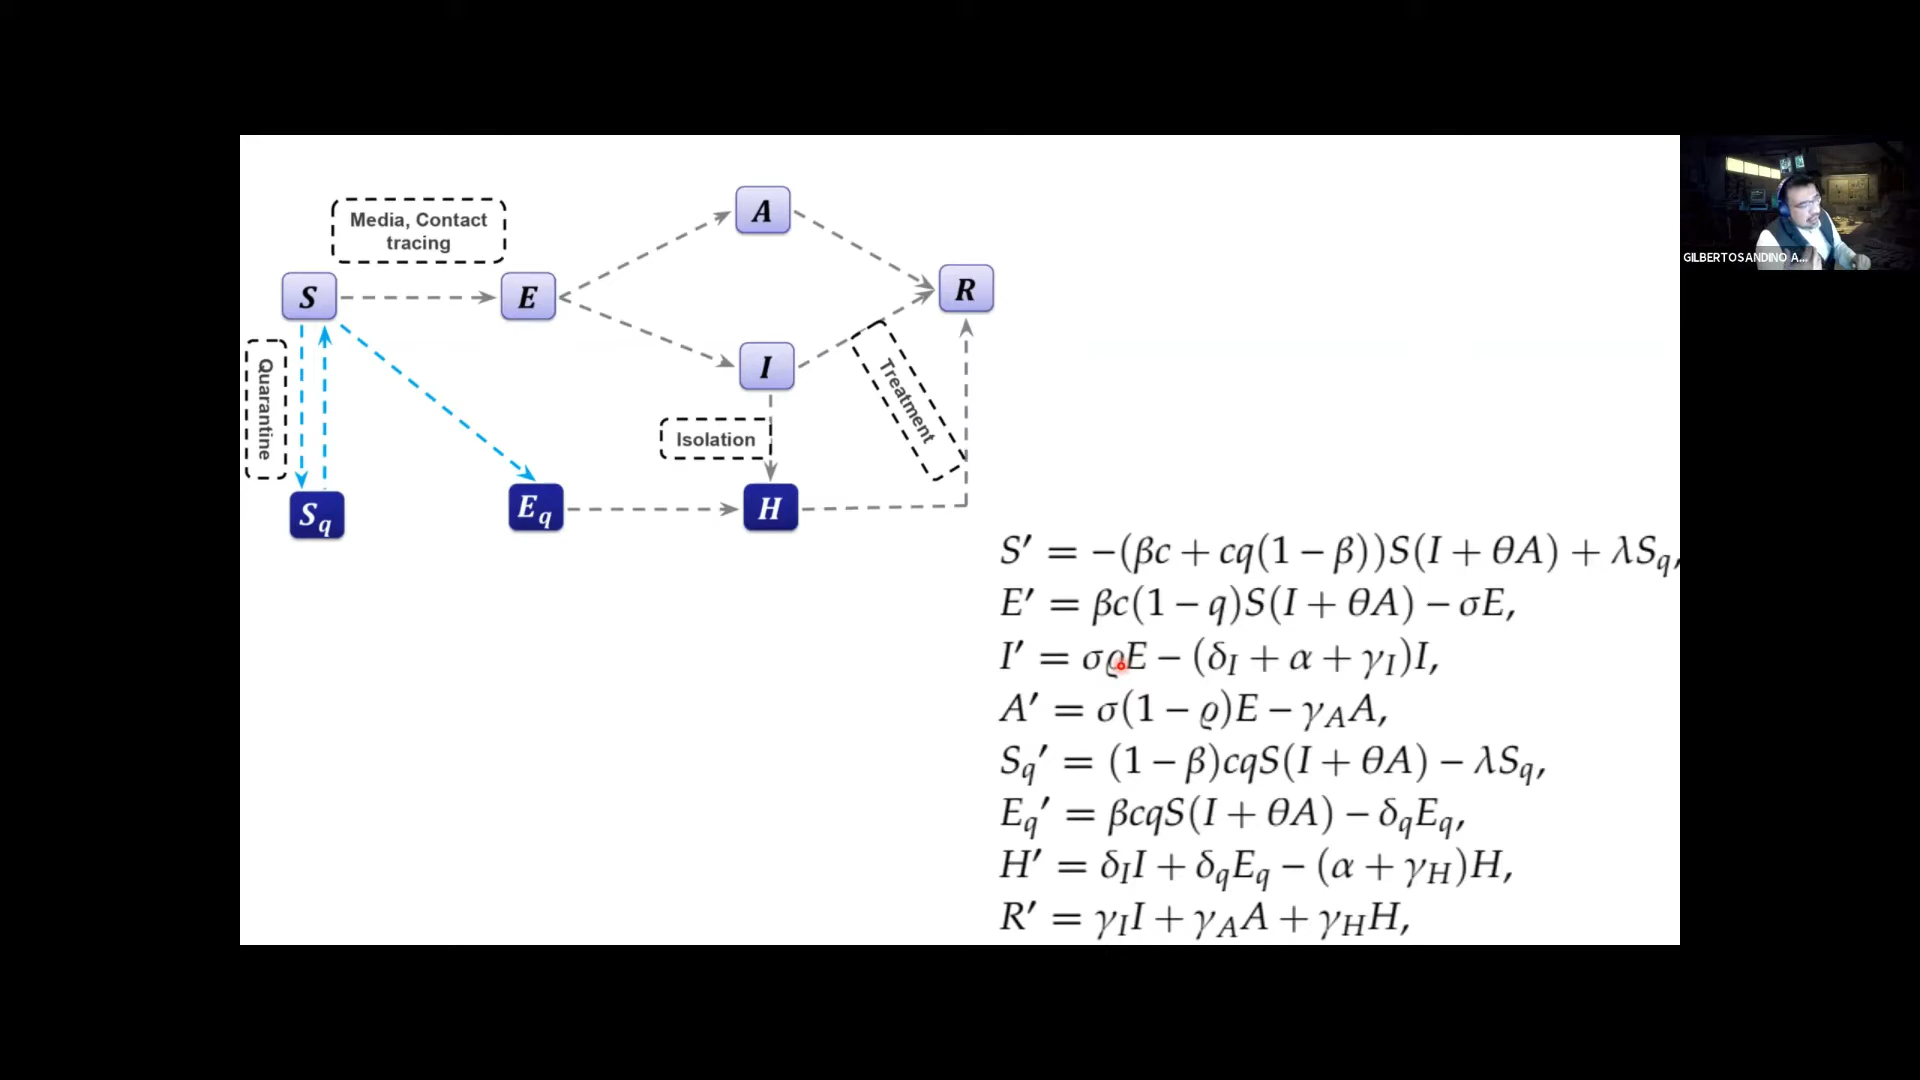 Media, Contact
tracing
A
S
E
R
I
Quarantine
Treatment
Isolation
S_q
E_q
H
S′ = −(βc + cq(1 − β))S(I + θA) + λS_q,
E′ = βc(1 − q)S(I + θA) − σE,
I′ = σϱE − (δ_I + α + γ_I)I,
A′ = σ(1 − ϱ)E − γ_A A,
S_q′ = (1 − β)cqS(I + θA) − λS_q,
E_q′ = βcqS(I + θA) − δ_q E_q,
H′ = δ_I I + δ_q E_q − (α + γ_H)H,
R′ = γ_I I + γ_A A + γ_H H,
GILBERTOSANDINO A...